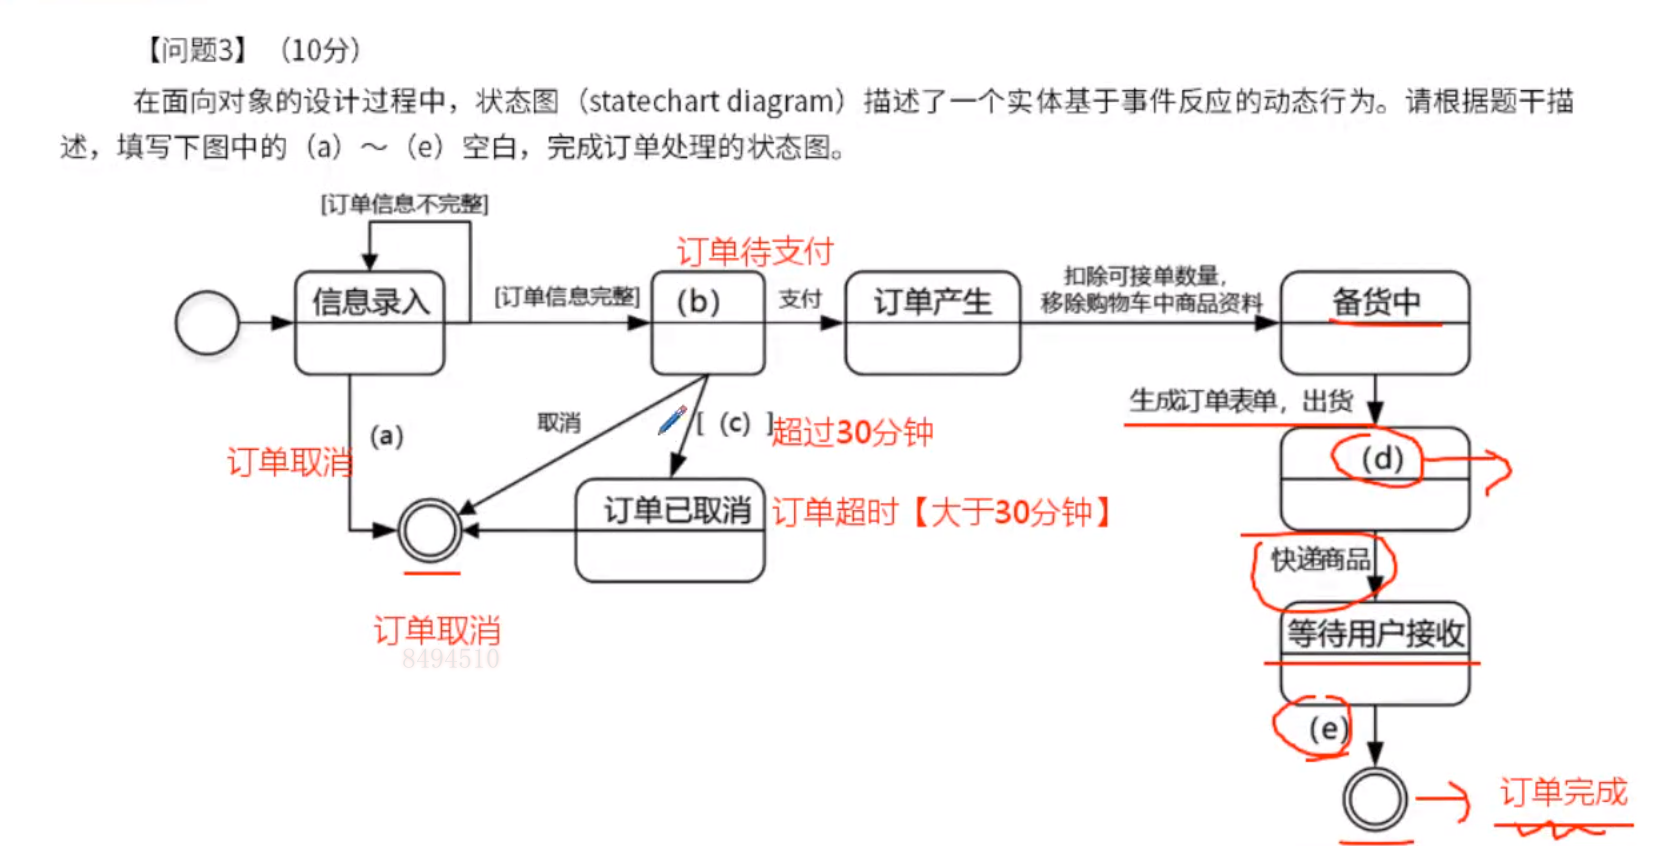 【问题3】（10分）
在面向对象的设计过程中，状态图（statechart diagram）描述了一个实体基于事件反应的动态行为。请根据题干描
述，填写下图中的（a）～（e）空白，完成订单处理的状态图。
[订单信息不完整]
订单待支付
信息录入
[订单信息完整]
（b）
支付
订单产生
扣除可接单数量，
移除购物车中商品资料
备货中
生成订单表单，出货
（a）
订单取消
取消
[（c）]
超过30分钟
（d）
订单已取消
订单超时【大于30分钟】
快递商品
订单取消
8494510
等待用户接收
（e）
订单完成